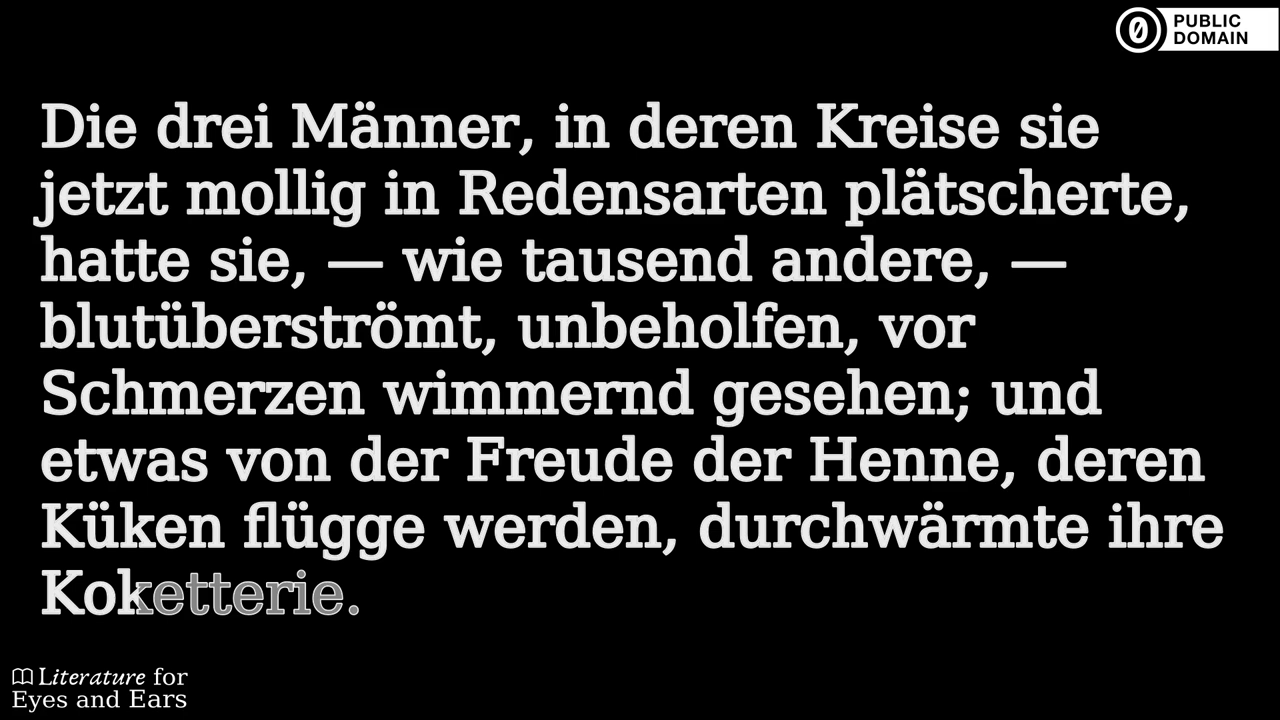 PUBLIC
DOMAIN
Die drei Männer, in deren Kreise sie
jetzt mollig in Redensarten plätscherte,
hatte sie, — wie tausend andere, —
blutüberströmt, unbeholfen, vor
Schmerzen wimmernd gesehen; und
etwas von der Freude der Henne, deren
Küken flügge werden, durchwärmte ihre
Koketterie.
Literature for
Eyes and Ears